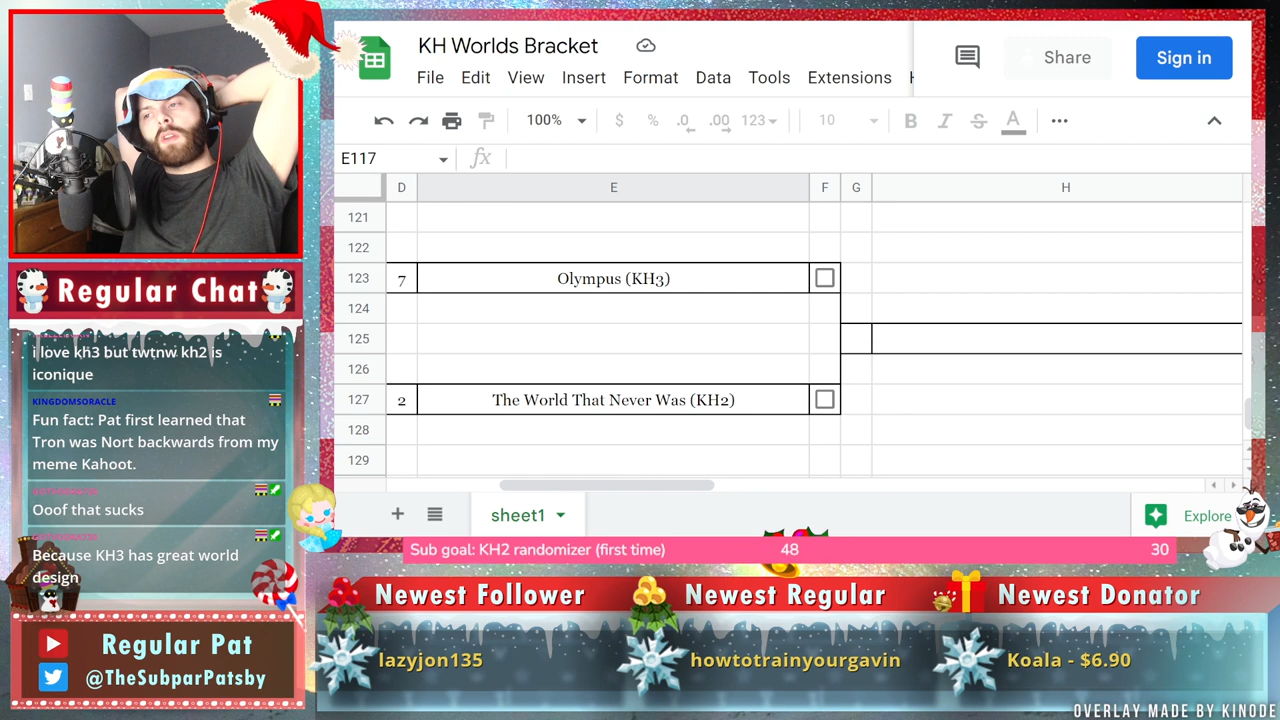 KH Worlds Bracket
File Edit View Insert Format Data Tools Extensions
Share
Sign in
100% $ % .0 .00 123 10 B I S A
E117 fx
D E F G H
121
122
123 7 Olympus (KH3)
124
125
126
127 2 The World That Never Was (KH2)
128
129
+ sheet1 Explore
Regular Chat
i love kh3 but twtnw kh2 is
iconique
KINGDOMSORACLE
Fun fact: Pat first learned that
Tron was Nort backwards from my
meme Kahoot.
Ooof that sucks
Because KH3 has great world
design
Regular Pat
@TheSubparPatsby
Sub goal: KH2 randomizer (first time) 48 30
Newest Follower
lazyjon135
Newest Regular
howtotrainyourgavin
Newest Donator
Koala - $6.90
OVERLAY MADE BY KINODE